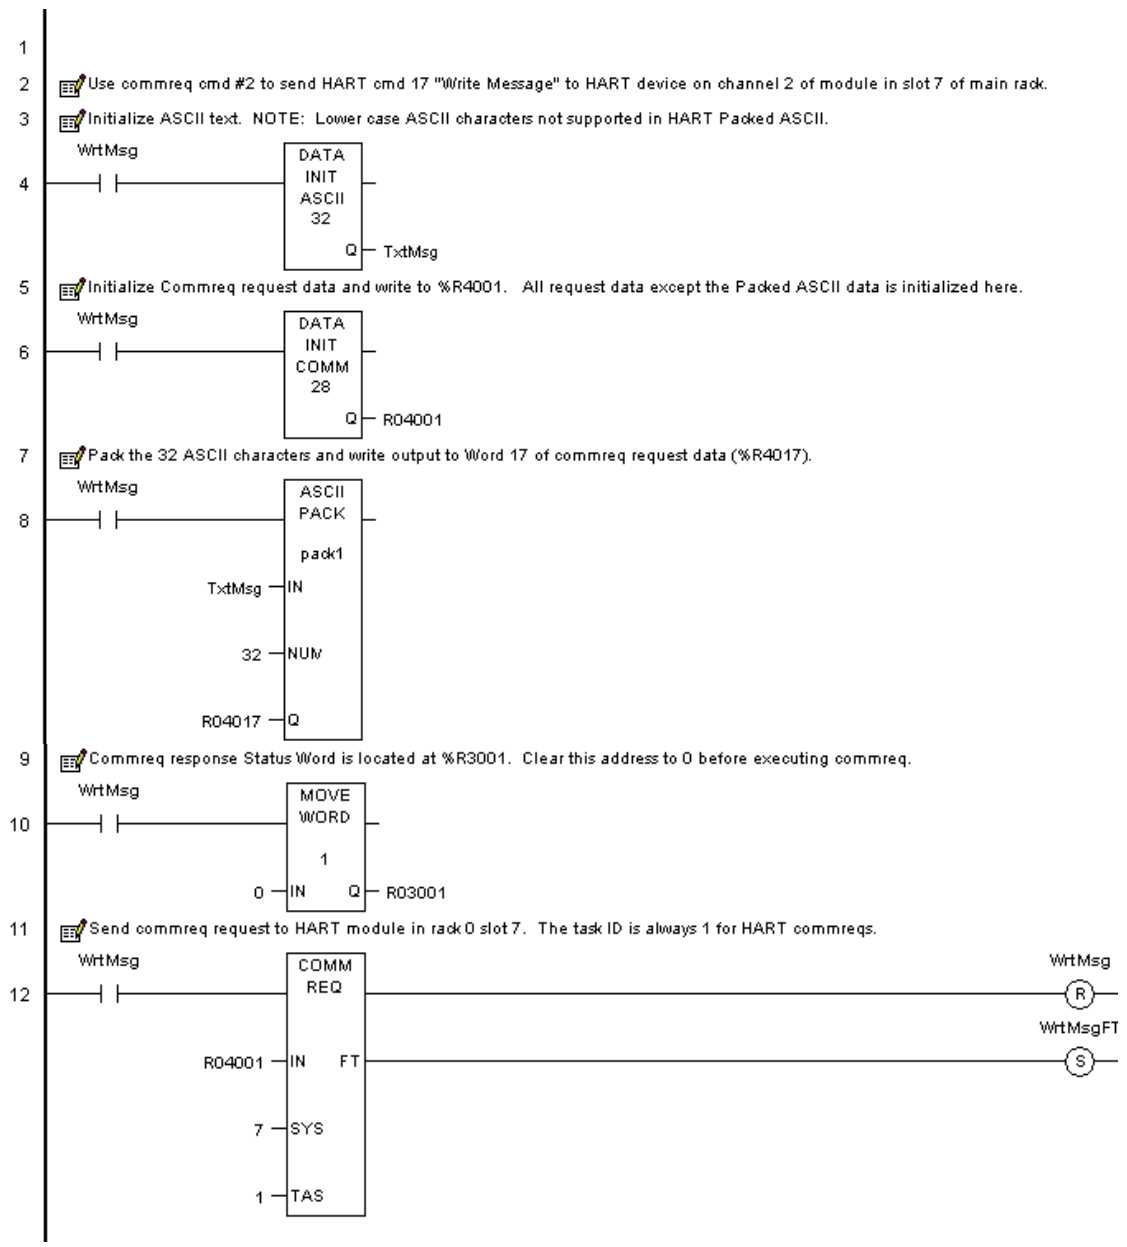 1
2 Use commreq cmd #2 to send HART cmd 17 "Write Message" to HART device on channel 2 of module in slot 7 of main rack.
3 Initialize ASCII text. NOTE: Lower case ASCII characters not supported in HART Packed ASCII.
WrtMsg
DATA
INIT
4
ASCII
32
Q TxtMsg
5 Initialize Commreq request data and write to %R4001. All request data except the Packed ASCII data is initialized here.
WrtMsg
DATA
INIT
6
COMM
28
Q R04001
7 Pack the 32 ASCII characters and write output to Word 17 of commreq request data (%R4017).
WrtMsg
ASCII
PACK
8
pack1
TxtMsg IN
32 NUM
R04017 Q
9 Commreq response Status Word is located at %R3001. Clear this address to 0 before executing commreq.
WrtMsg
MOVE
WORD
10
1
0 IN Q R03001
11 Send commreq request to HART module in rack 0 slot 7. The task ID is always 1 for HART commreqs.
WrtMsg COMM WrtMsg
REQ
12 R
WrtMsgFT
R04001 IN FT S
7 SYS
1 TAS